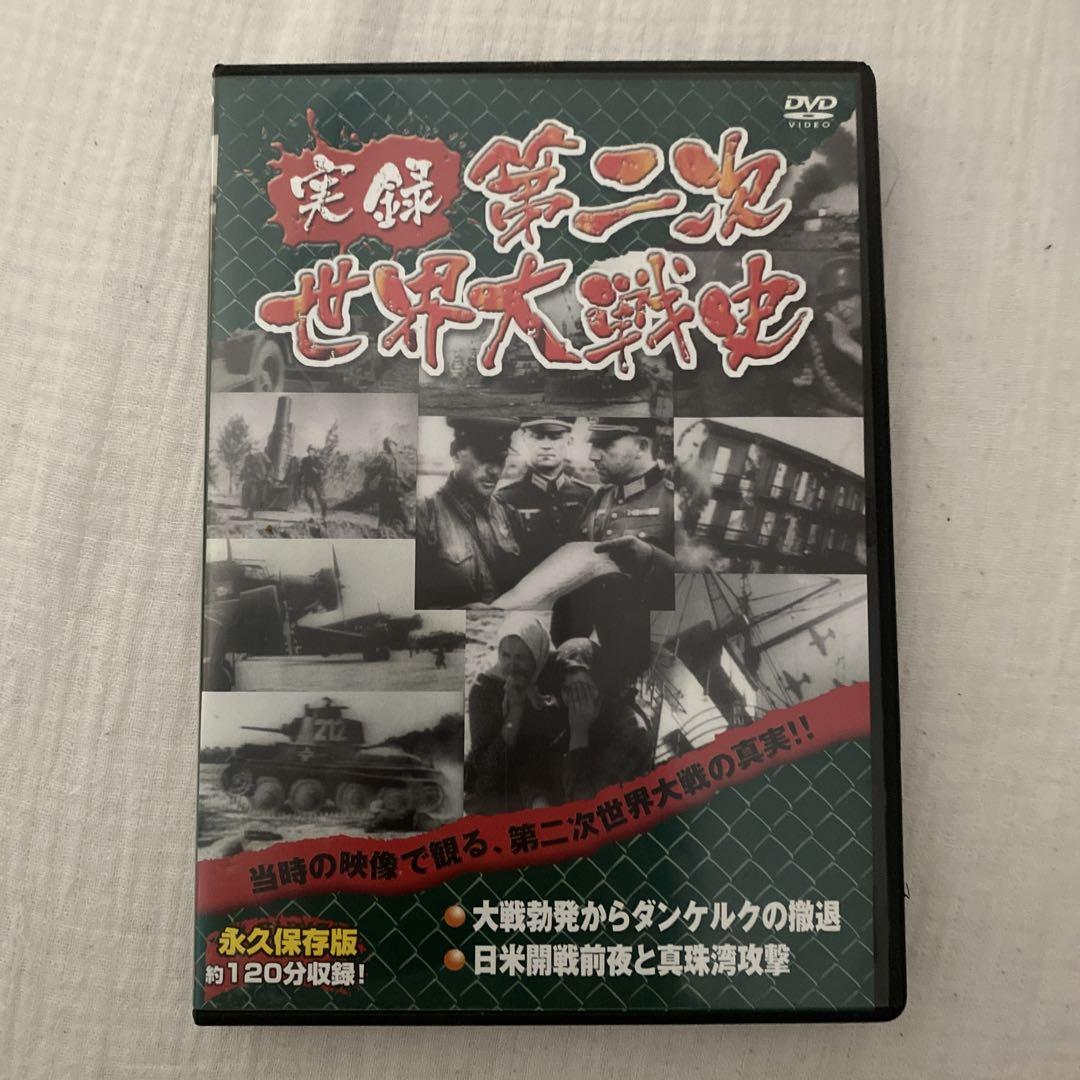 DVD
VIDEO
実録 第二次
世界大戦史
212
当時の映像で観る、第二次世界大戦の真実!!
● 大戦勃発からダンケルクの撤退
● 日米開戦前夜と真珠湾攻撃
永久保存版
約120分収録!